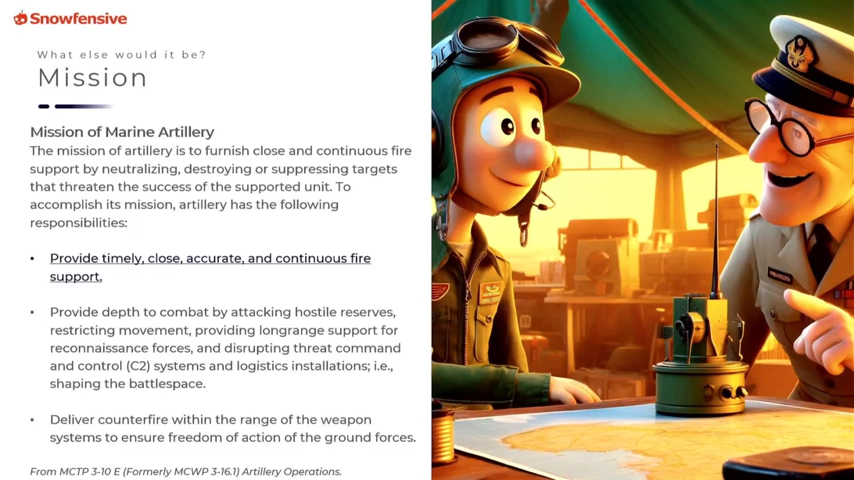 Snowfensive
What else would it be?
Mission
Mission of Marine Artillery
The mission of artillery is to furnish close and continuous fire
support by neutralizing, destroying or suppressing targets
that threaten the success of the supported unit. To
accomplish its mission, artillery has the following
responsibilities:
• Provide timely, close, accurate, and continuous fire
support.
• Provide depth to combat by attacking hostile reserves,
restricting movement, providing longrange support for
reconnaissance forces, and disrupting threat command
and control (C2) systems and logistics installations; i.e.,
shaping the battlespace.
• Deliver counterfire within the range of the weapon
systems to ensure freedom of action of the ground forces.
From MCTP 3-10 E (Formerly MCWP 3-16.1) Artillery Operations.